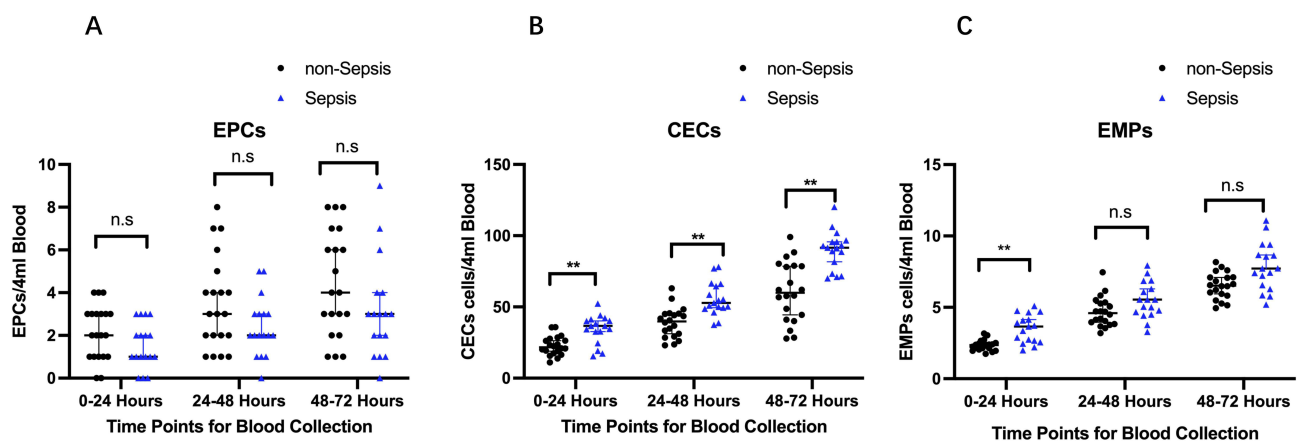 A
non-Sepsis
Sepsis
EPCs
n.s
n.s
n.s
EPCs/4ml Blood
10
8
6
4
2
0
0-24 Hours 24-48 Hours 48-72 Hours
Time Points for Blood Collection
B
non-Sepsis
Sepsis
CECs
**
**
**
CECs cells/4ml Blood
150
100
50
0
0-24 Hours 24-48 Hours 48-72 Hours
Time Points for Blood Collection
C
non-Sepsis
Sepsis
EMPs
**
n.s
n.s
EMPs cells/4ml Blood
15
10
5
0
0-24 Hours 24-48 Hours 48-72 Hours
Time Points for Blood Collection